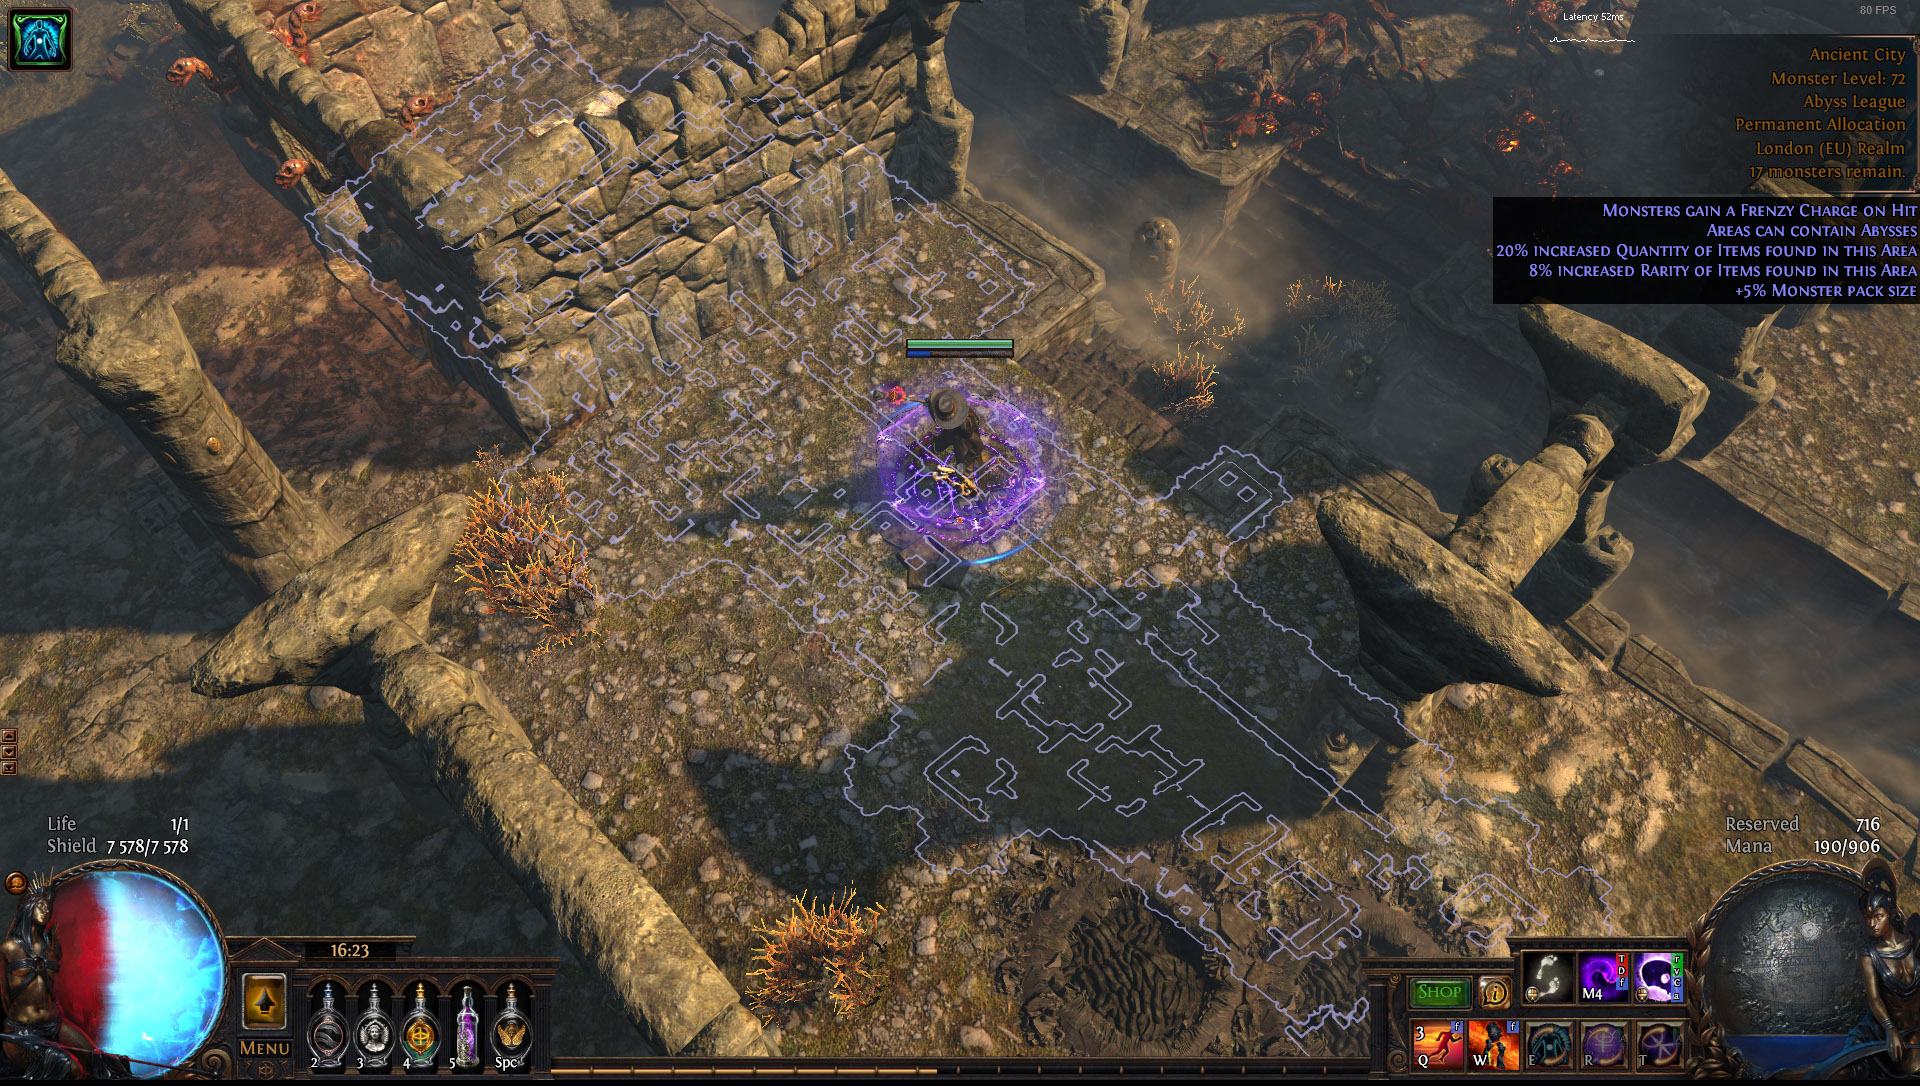 80 FPS
Latency 52ms
Ancient City
Monster Level: 72
Abyss League
Permanent Allocation
London (EU) Realm
17 monsters remain.
Monsters gain a Frenzy Charge on Hit
Areas can contain Abysses
20% increased Quantity of Items found in this Area
8% increased Rarity of Items found in this Area
+5% Monster pack size
Life 1/1
Shield 7 578/7 578
Reserved 716
Mana 190/906
16:23
Menu
2 3 4 5 Spc
Shop
M4
T
D
f
r
v
C
a
3 f f
Q W E R T